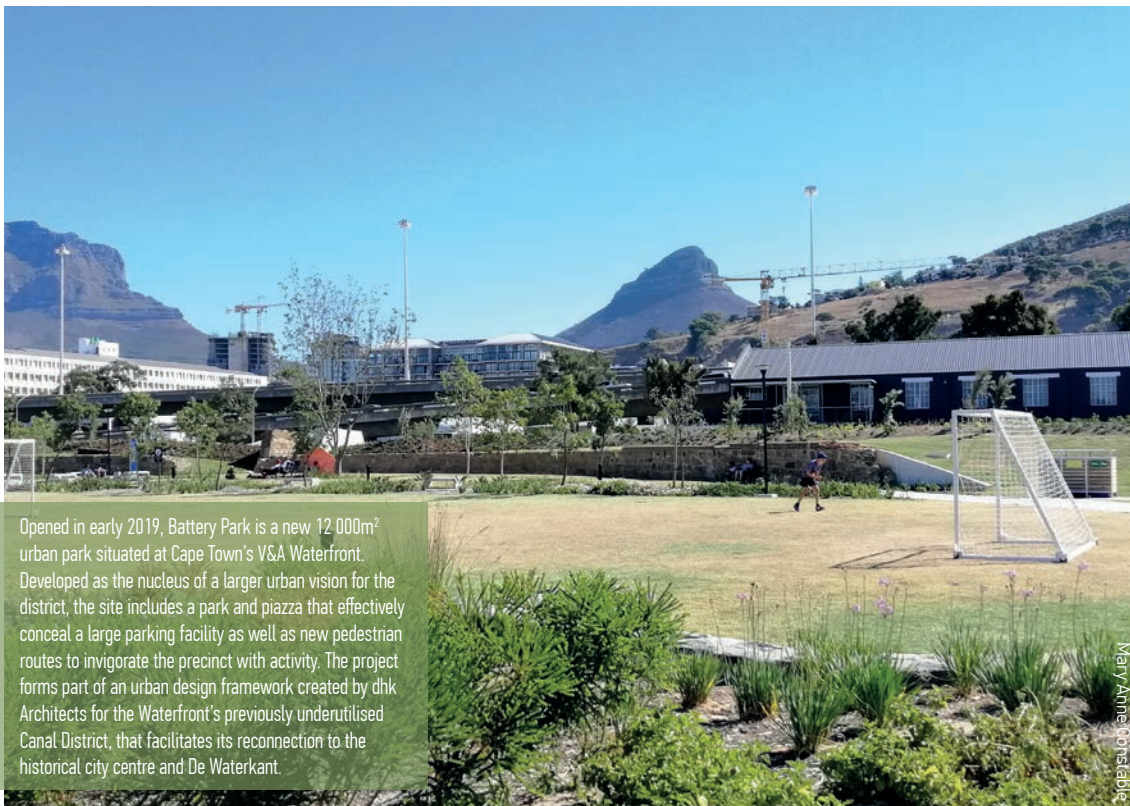 Opened in early 2019, Battery Park is a new 12 000m²
urban park situated at Cape Town's V&A Waterfront.
Developed as the nucleus of a larger urban vision for the
district, the site includes a park and piazza that effectively
conceal a large parking facility as well as new pedestrian
routes to invigorate the precinct with activity. The project
forms part of an urban design framework created by dhk
Architects for the Waterfront's previously underutilised
Canal District, that facilitates its reconnection to the
historical city centre and De Waterkant.
MaryAnne Constable